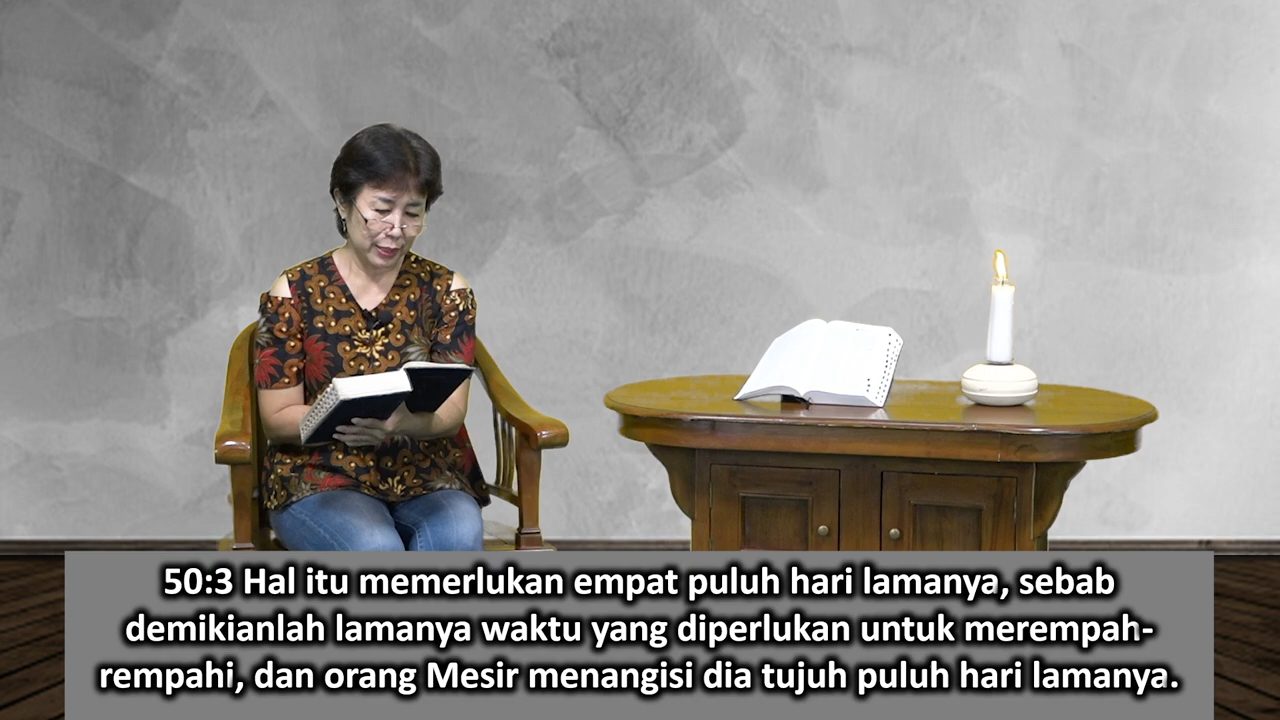 50:3 Hal itu memerlukan empat puluh hari lamanya, sebab
demikianlah lamanya waktu yang diperlukan untuk merempah-
rempahi, dan orang Mesir menangisi dia tujuh puluh hari lamanya.